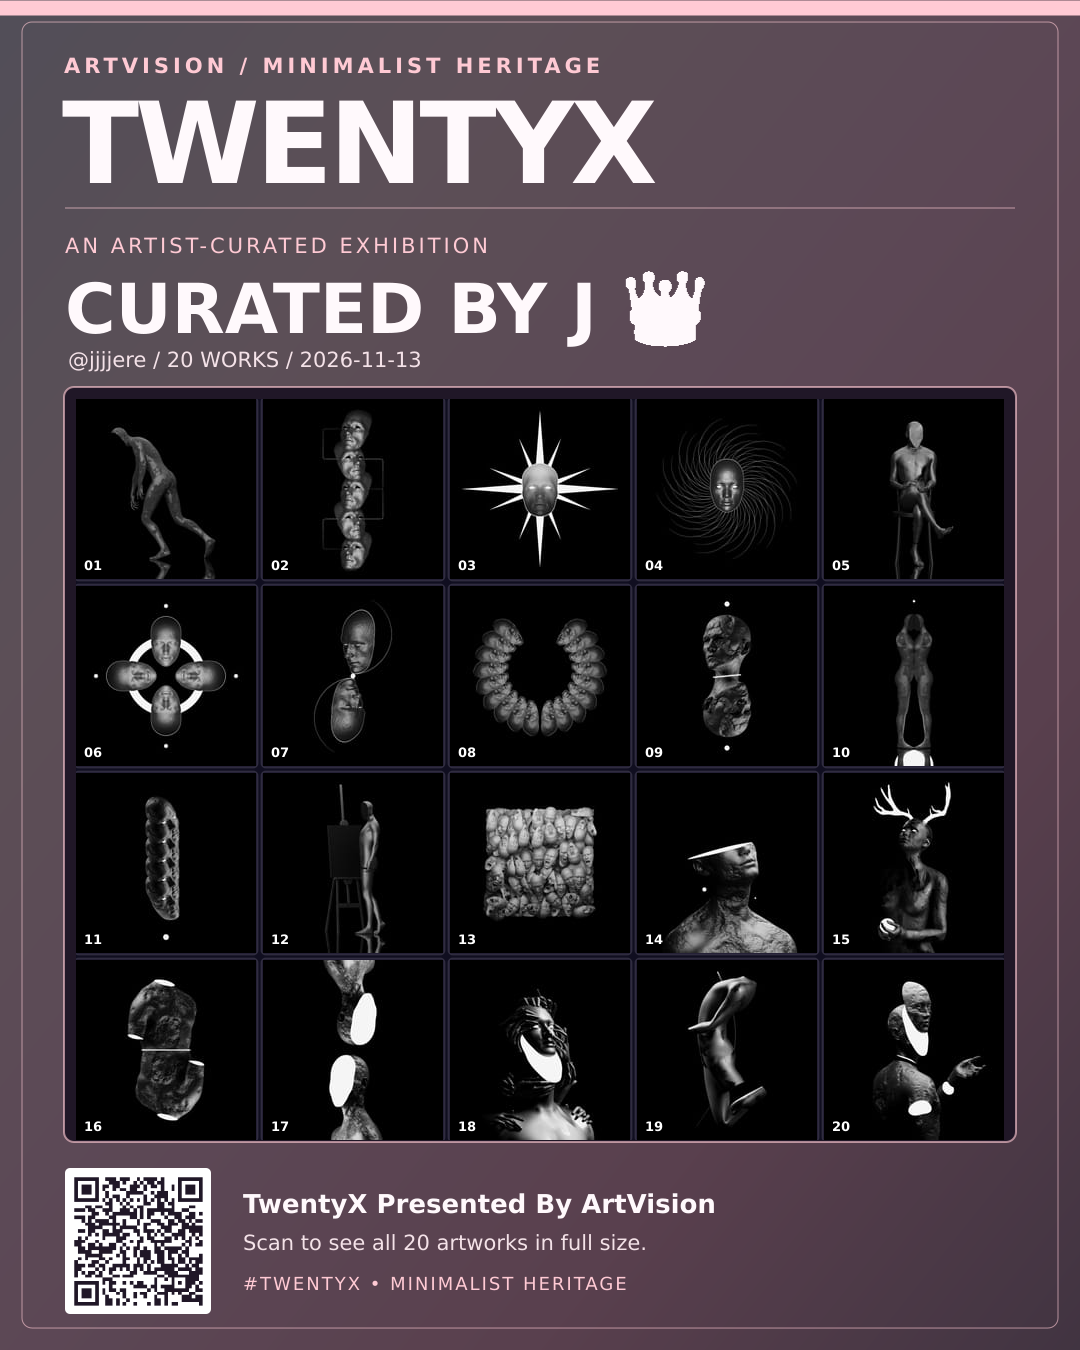 ARTVISION / MINIMALIST HERITAGE
TWENTYX
AN ARTIST-CURATED EXHIBITION
CURATED BY J
@jjjjere / 20 WORKS / 2026-11-13
01
02
03
04
05
06
07
08
09
10
11
12
13
14
15
16
17
18
19
20
TwentyX Presented By ArtVision
Scan to see all 20 artworks in full size.
#TWENTYX • MINIMALIST HERITAGE